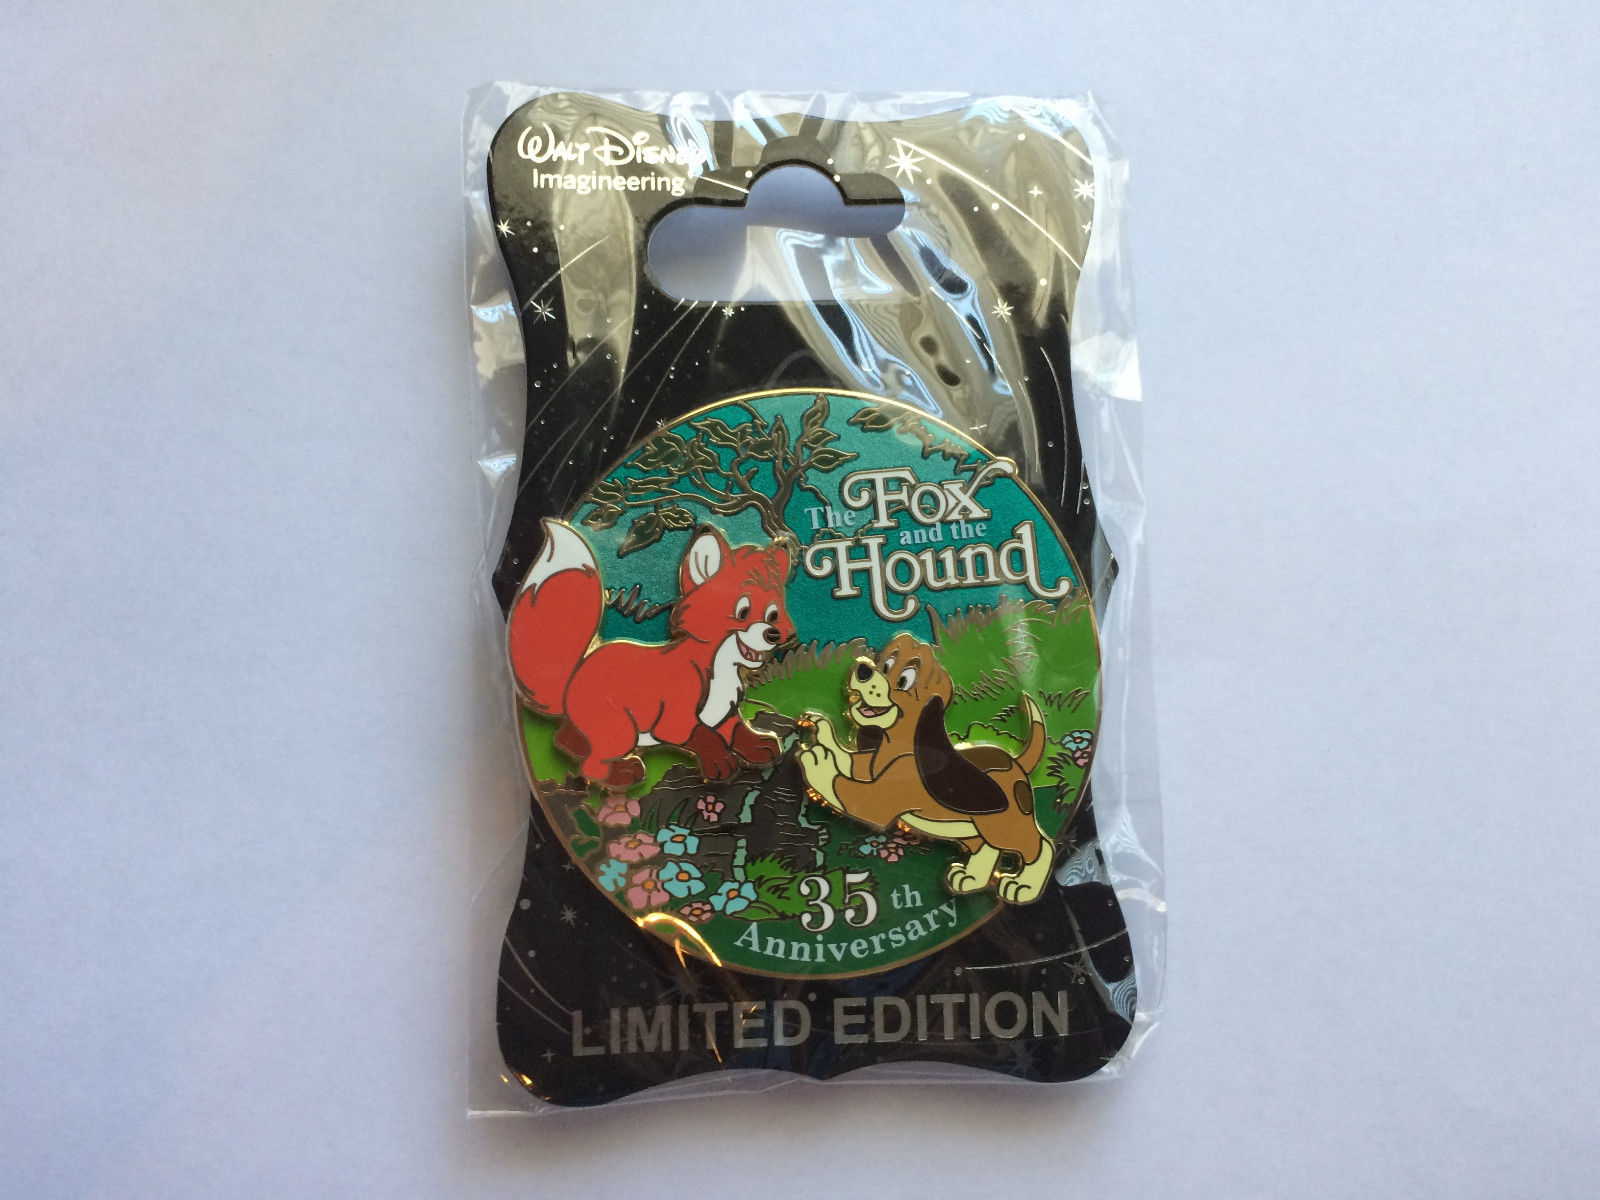 Walt Disney
Imagineering
The Fox
and the
Hound
35th
Anniversary
LIMITED EDITION